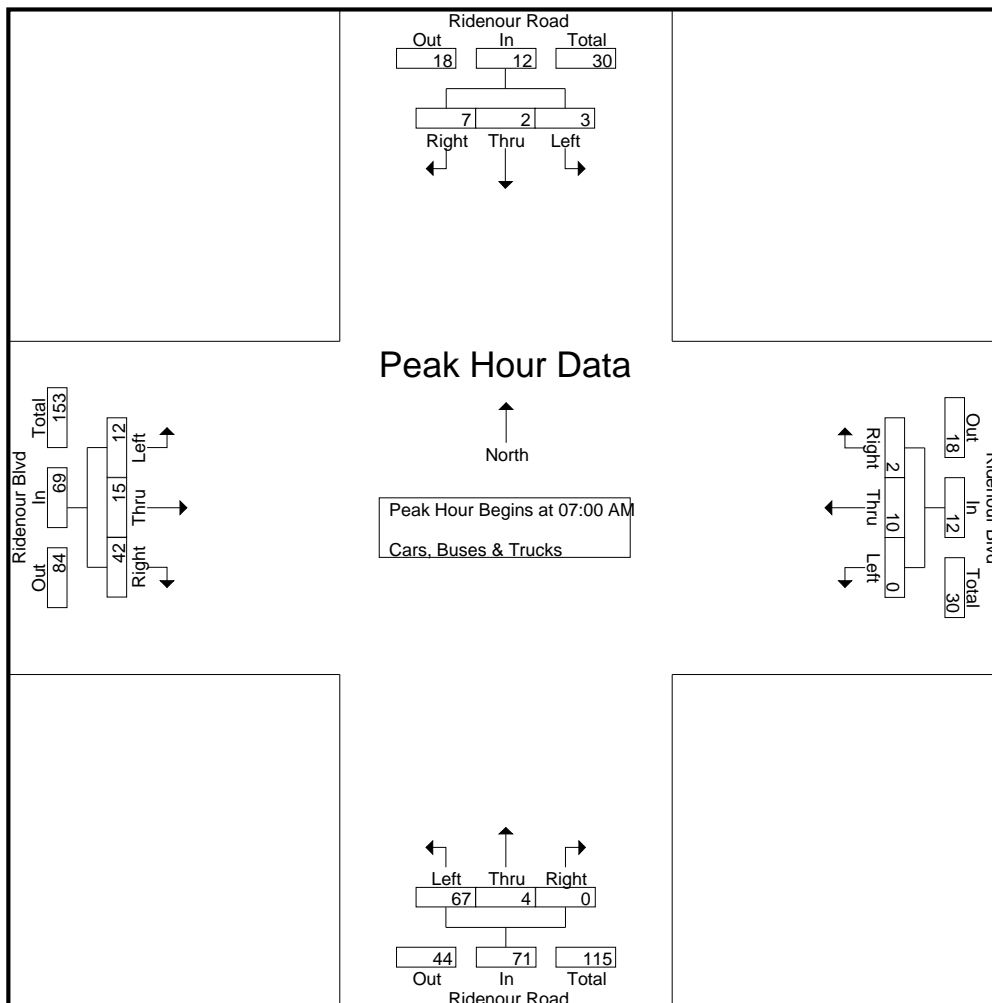 Ridenour Road
Out In Total
18 12 30
7 2 3
Right Thru Left
Peak Hour Data
North
Peak Hour Begins at 07:00 AM
Cars, Buses & Trucks
Ridenour Blvd
Out In Total
84 69 153
12 15 42
Left Thru Right
Ridenour Blvd
Out In Total
18 12 30
2 10 0
Right Thru Left
Left Thru Right
67 4 0
44 71 115
Out In Total
Ridenour Road